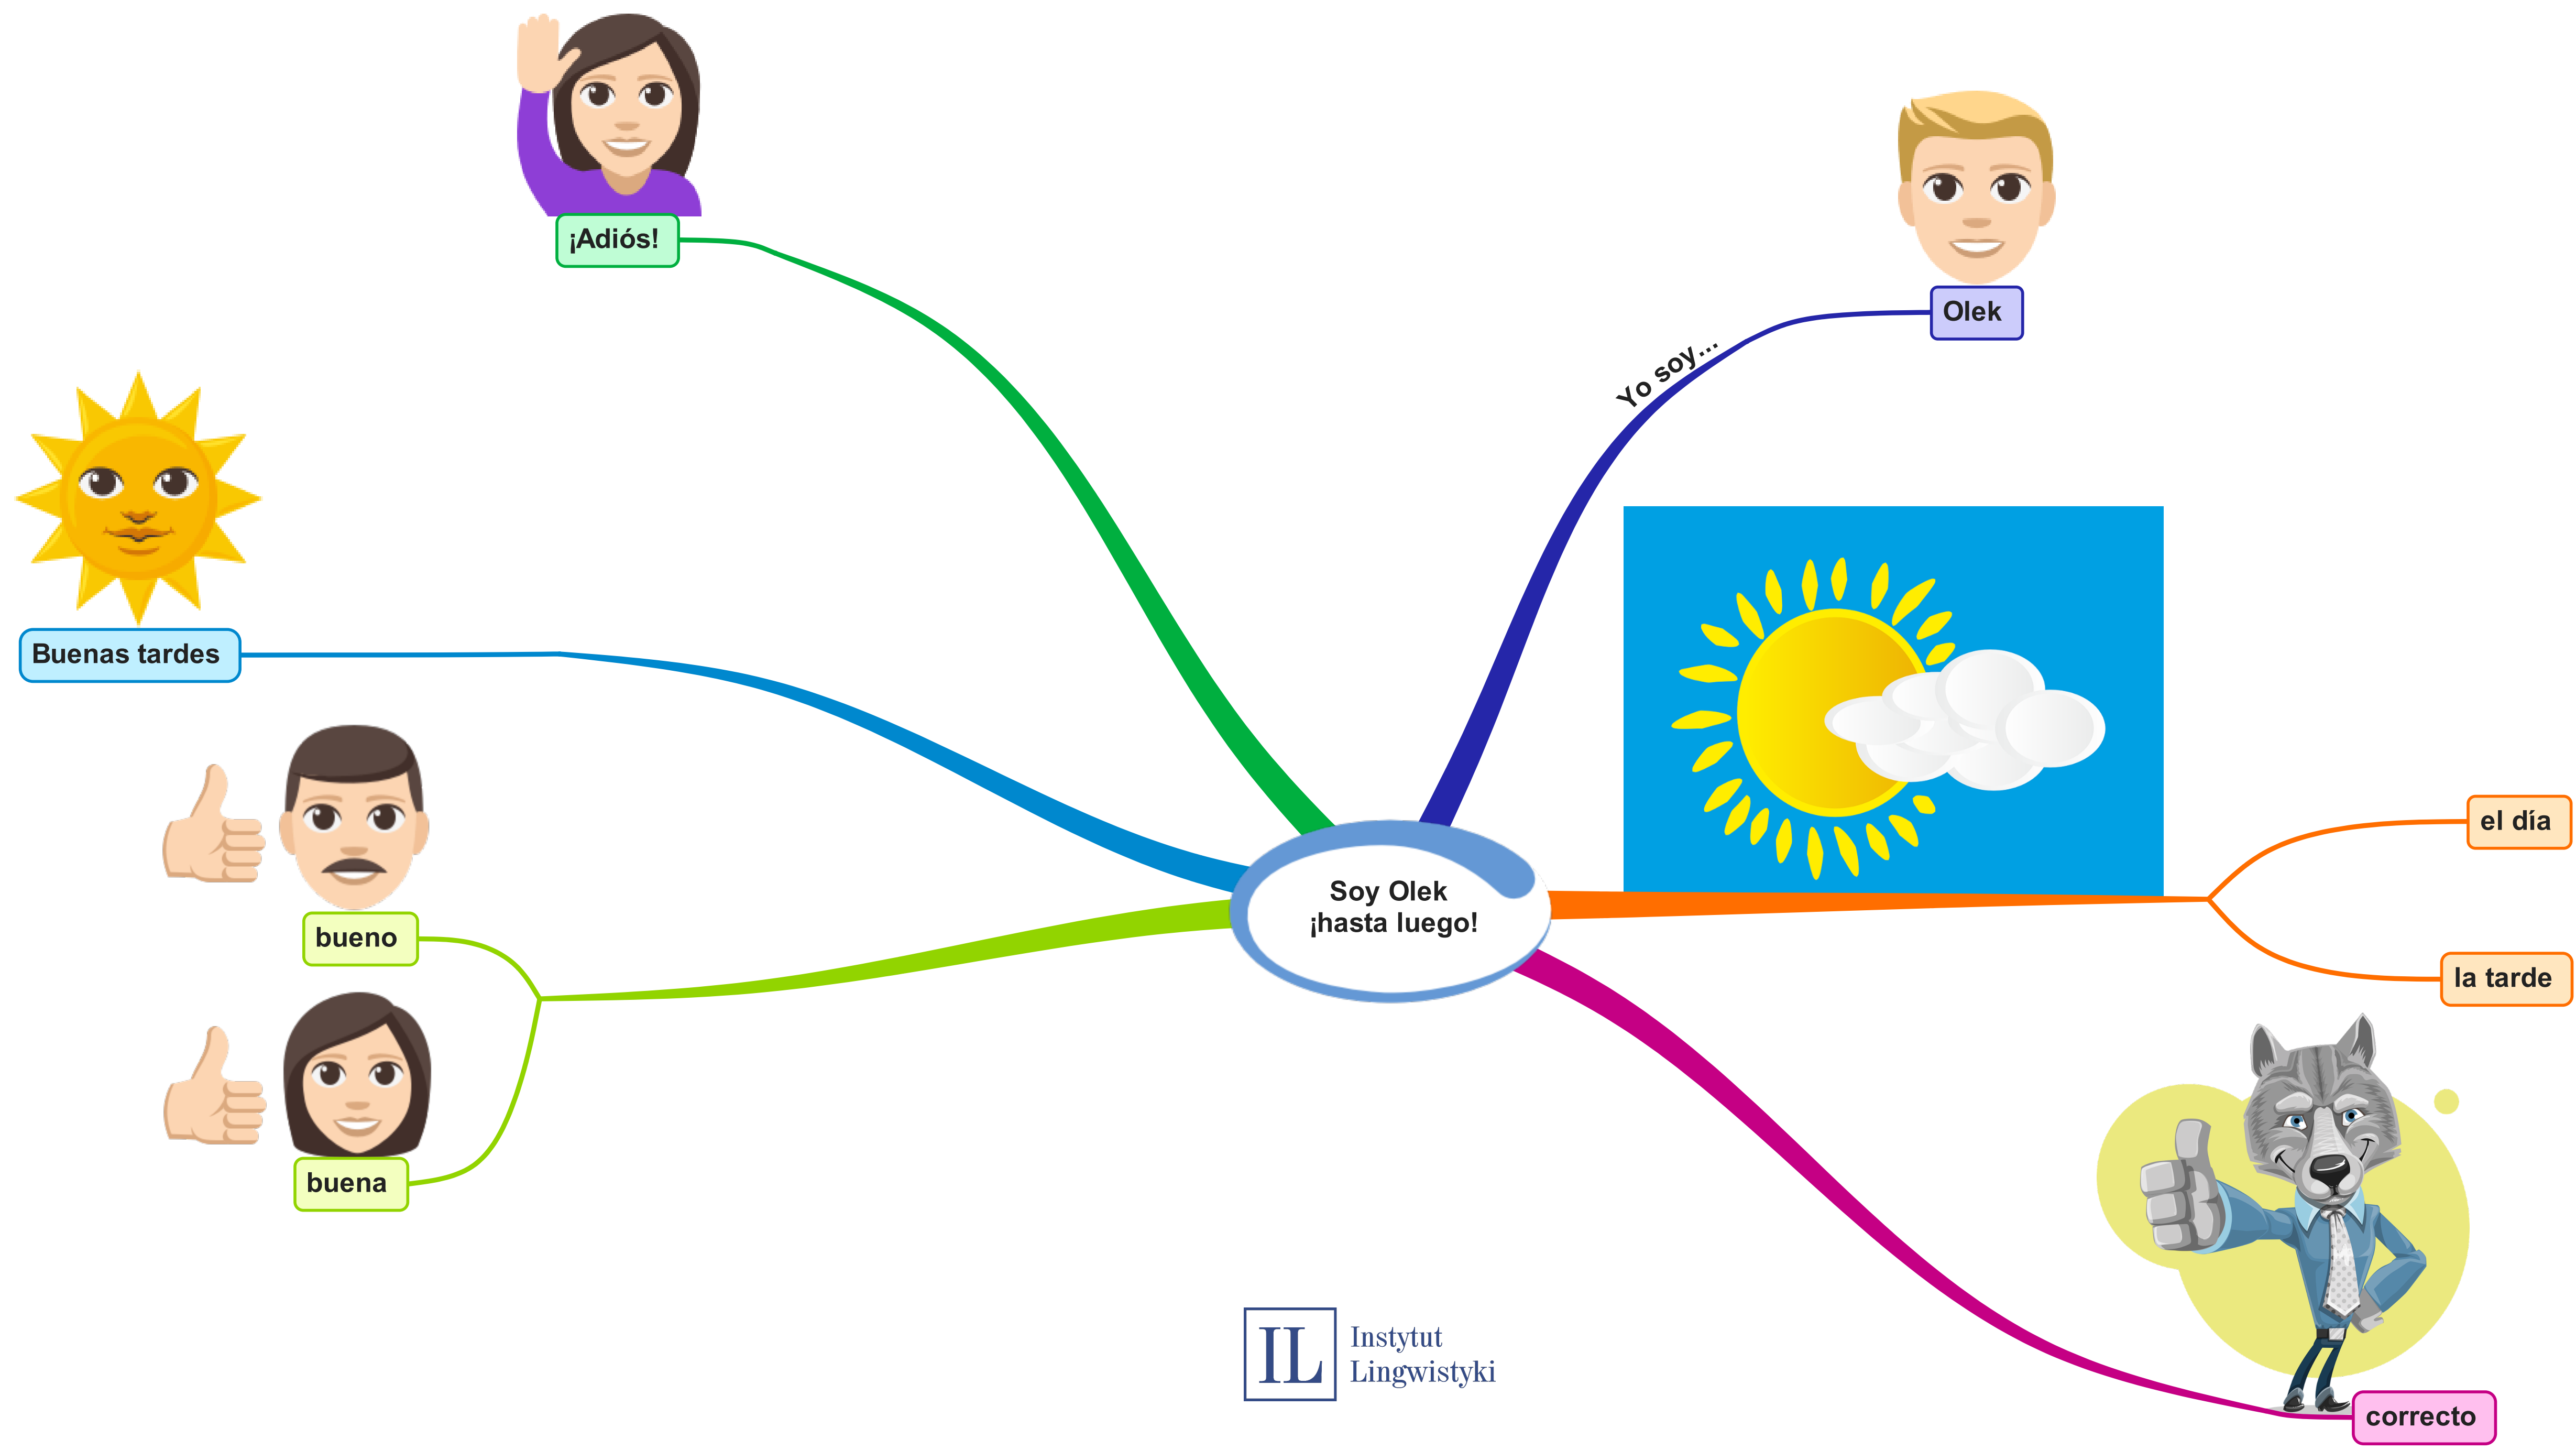 ¡Adiós!
Olek
Yo soy...
Buenas tardes
el día
Soy Olek
¡hasta luego!
bueno
la tarde
buena
IL
Instytut
Lingwistyki
correcto